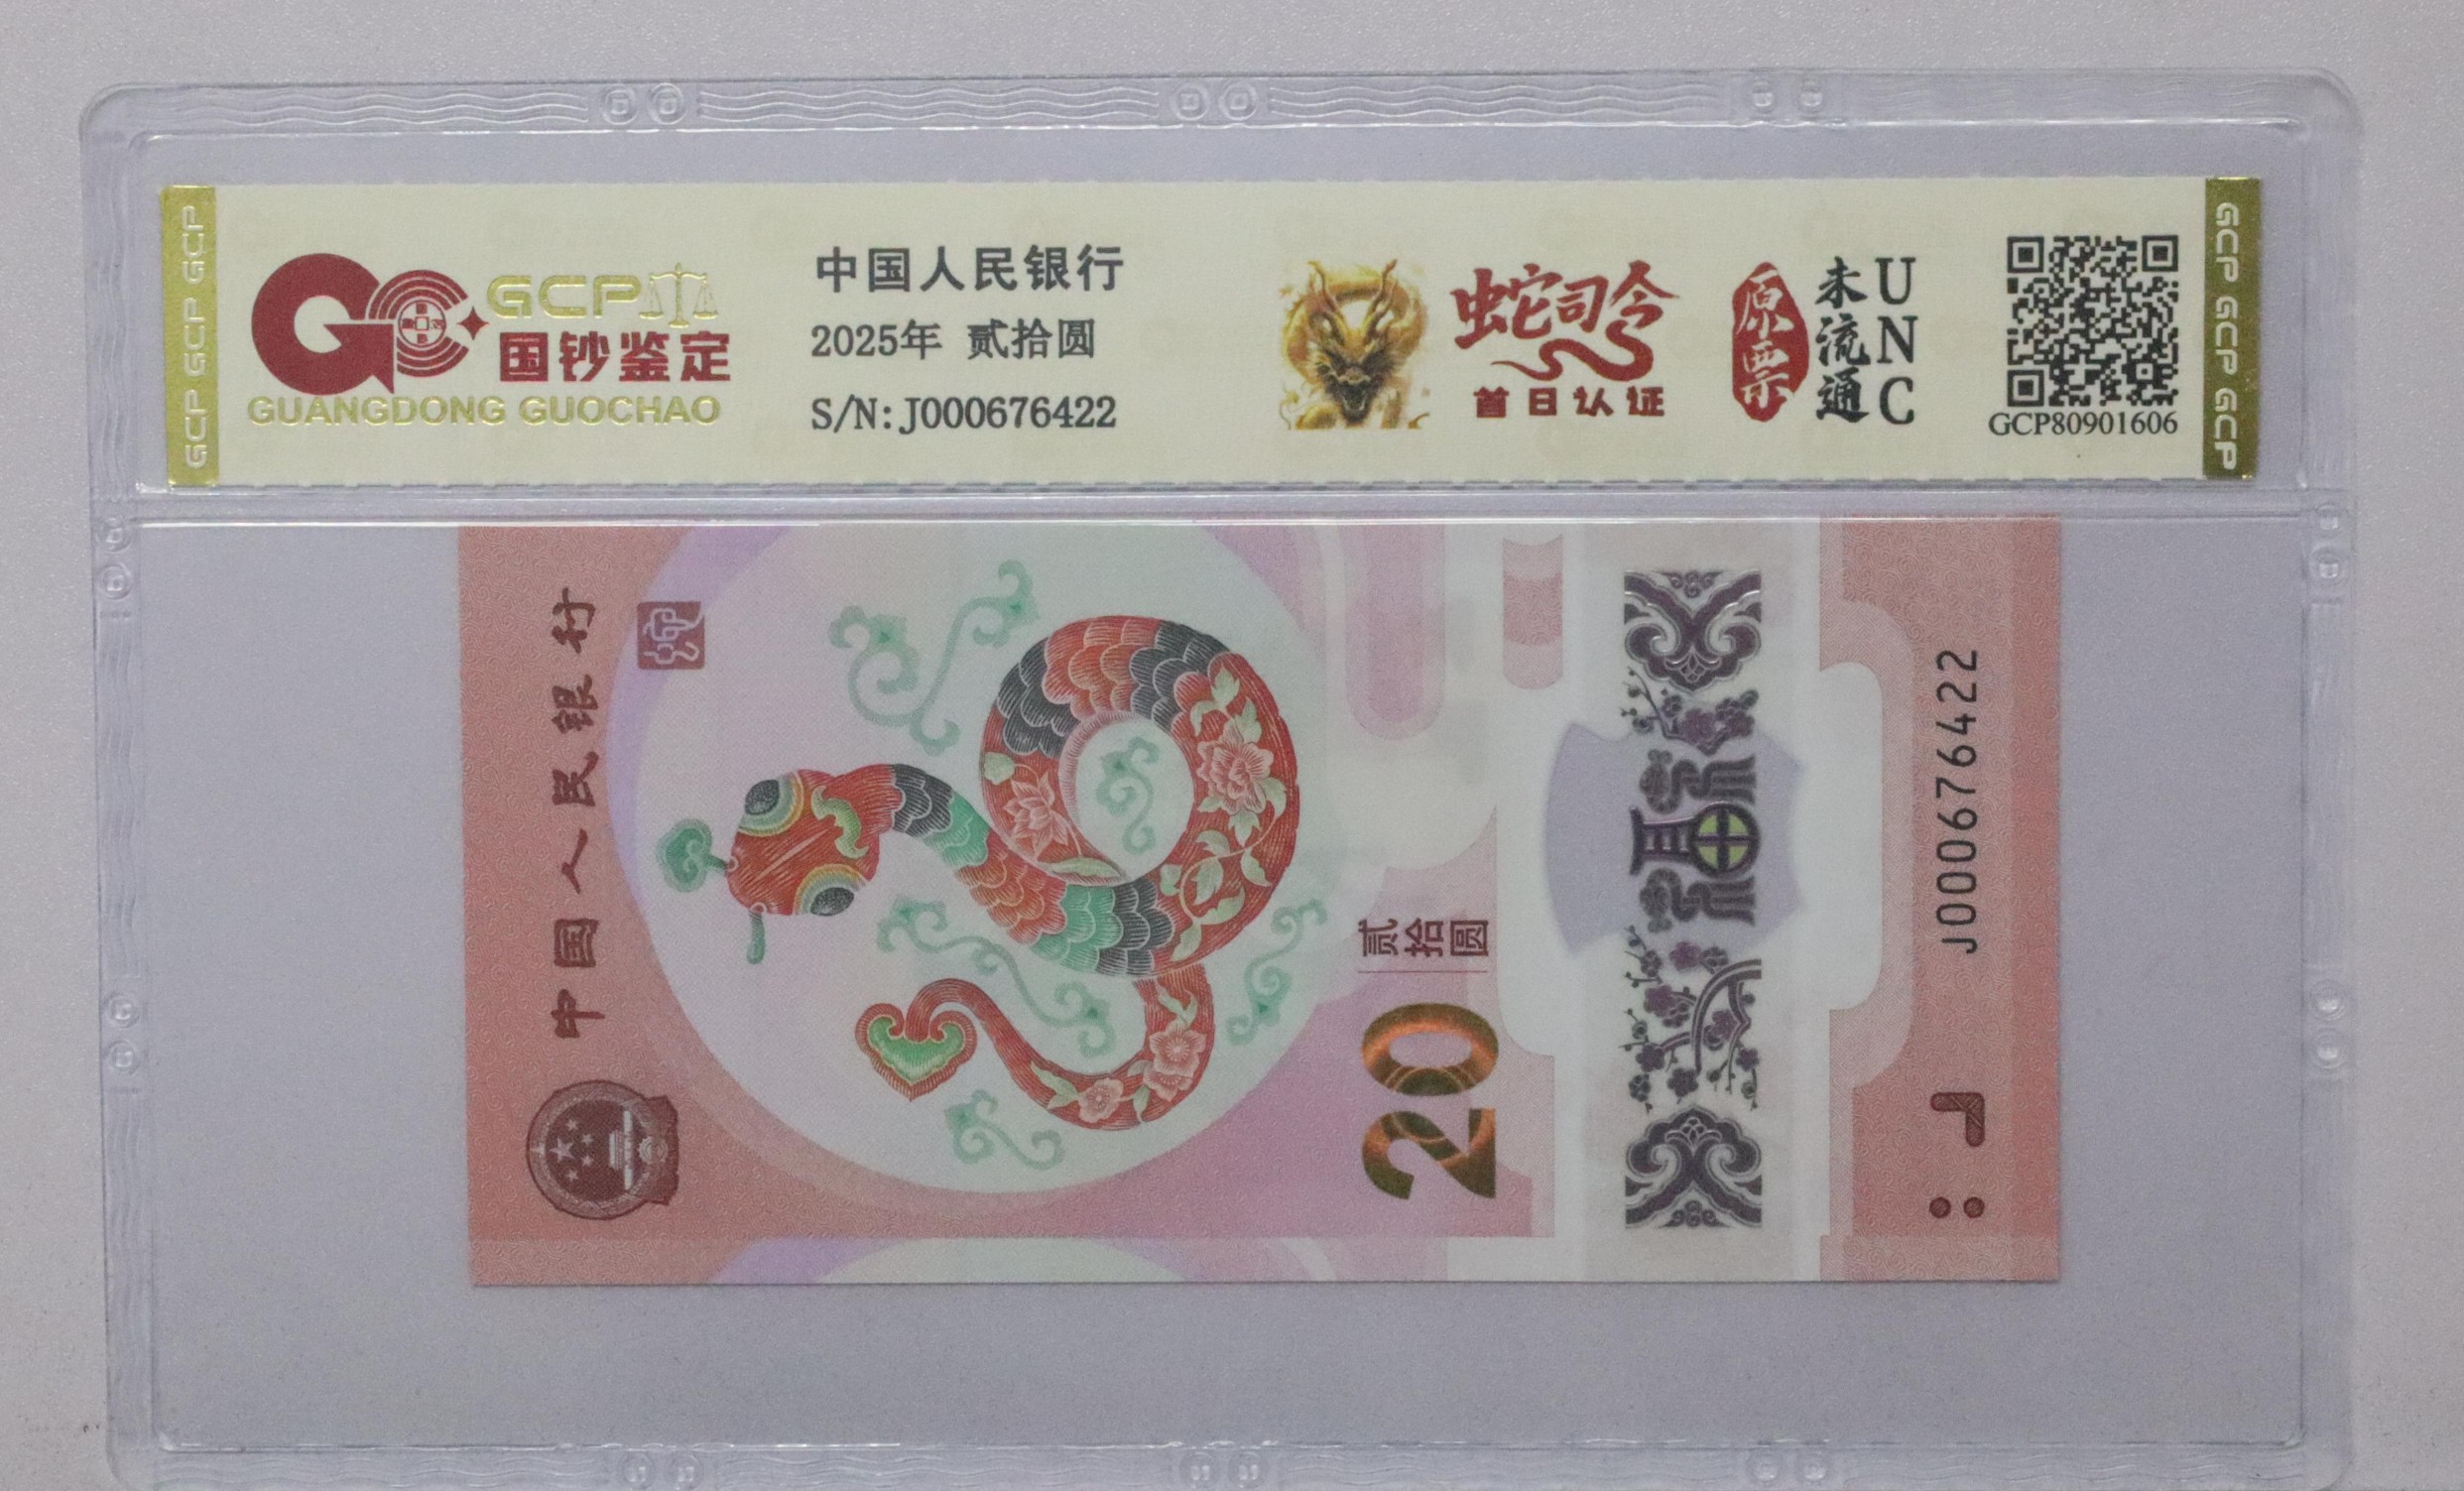 GCP GCP GCP
GCP
国钞鉴定
GUANGDONG GUOCHAO
中国人民银行
2025年 贰拾圆
S/N:J000676422
蛇司令
首日认证
原票
未流通
UNC
GCP80901606
GCP GCP GCP
中国人民银行
贰拾圆
20
福
J000676422